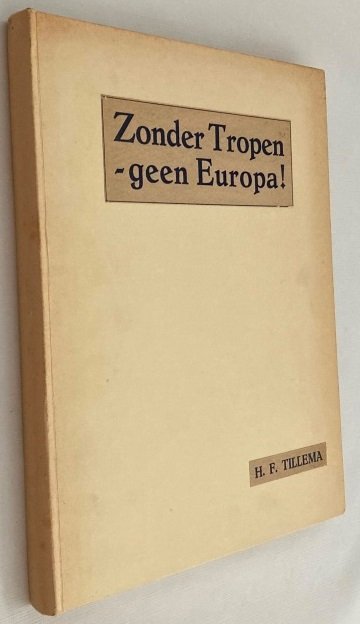 Zonder Tropen
-geen Europa!
H. F. TILLEMA